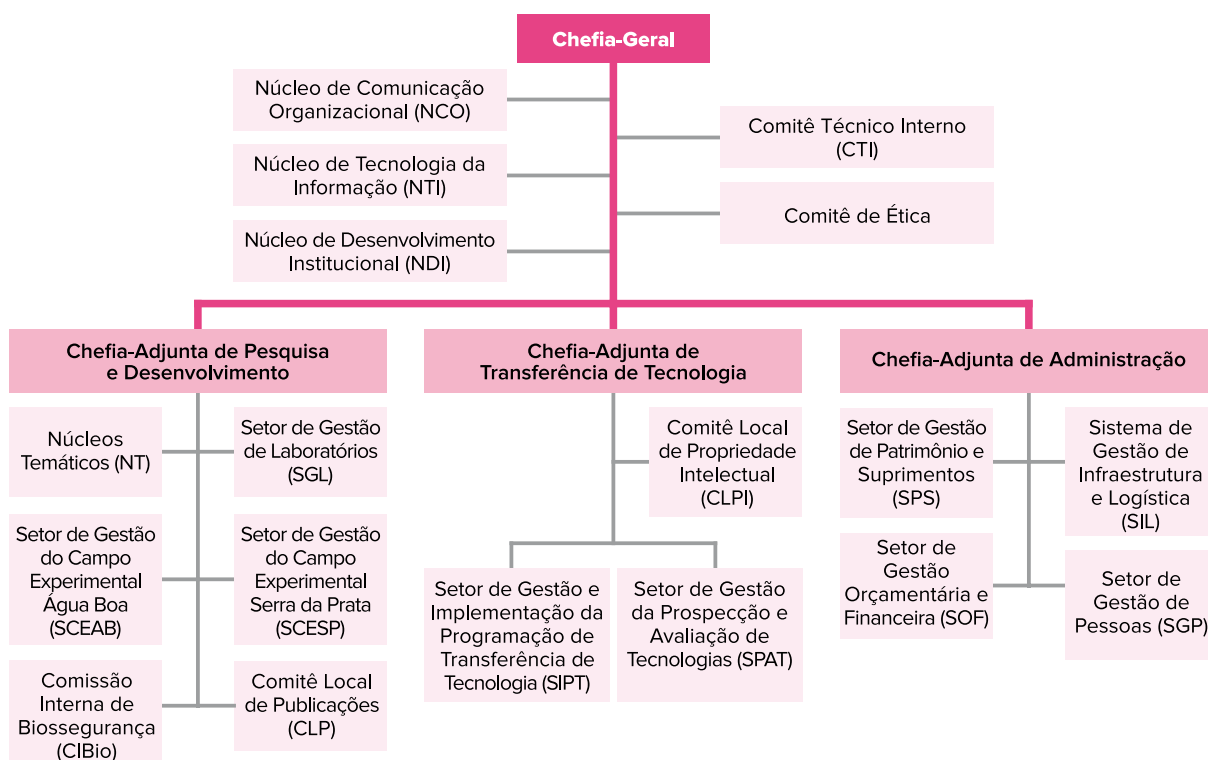 Chefia-Geral
Núcleo de Comunicação
Organizacional (NCO)
Comitê Técnico Interno
(CTI)
Núcleo de Tecnologia da
Informação (NTI)
Comitê de Ética
Núcleo de Desenvolvimento
Institucional (NDI)
Chefia-Adjunta de Pesquisa
e Desenvolvimento
Chefia-Adjunta de
Transferência de Tecnologia
Chefia-Adjunta de Administração
Núcleos
Temáticos (NT)
Setor de Gestão
de Laboratórios
(SGL)
Setor de Gestão
do Campo
Experimental
Água Boa
(SCEAB)
Setor de Gestão
do Campo
Experimental
Serra da Prata
(SCESP)
Comissão
Interna de
Biossegurança
(CIBio)
Comitê Local
de Publicações
(CLP)
Comitê Local
de Propriedade
Intelectual
(CLPI)
Setor de Gestão e
Implementação da
Programação de
Transferência de
Tecnologia (SIPT)
Setor de Gestão
da Prospecção e
Avaliação de
Tecnologias (SPAT)
Setor de Gestão
de Patrimônio e
Suprimentos
(SPS)
Sistema de
Gestão de
Infraestrutura
e Logística
(SIL)
Setor de
Gestão
Orçamentária e
Financeira (SOF)
Setor de
Gestão de
Pessoas (SGP)